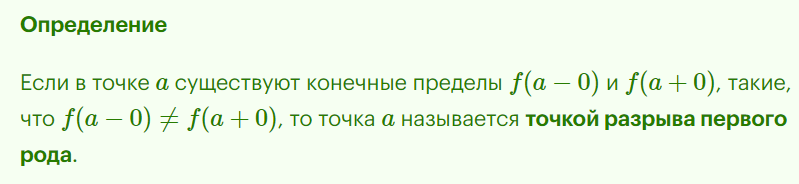 Определение
Если в точке a существуют конечные пределы f(a − 0) и f(a + 0), такие,
что f(a − 0) ≠ f(a + 0), то точка a называется точкой разрыва первого
рода.